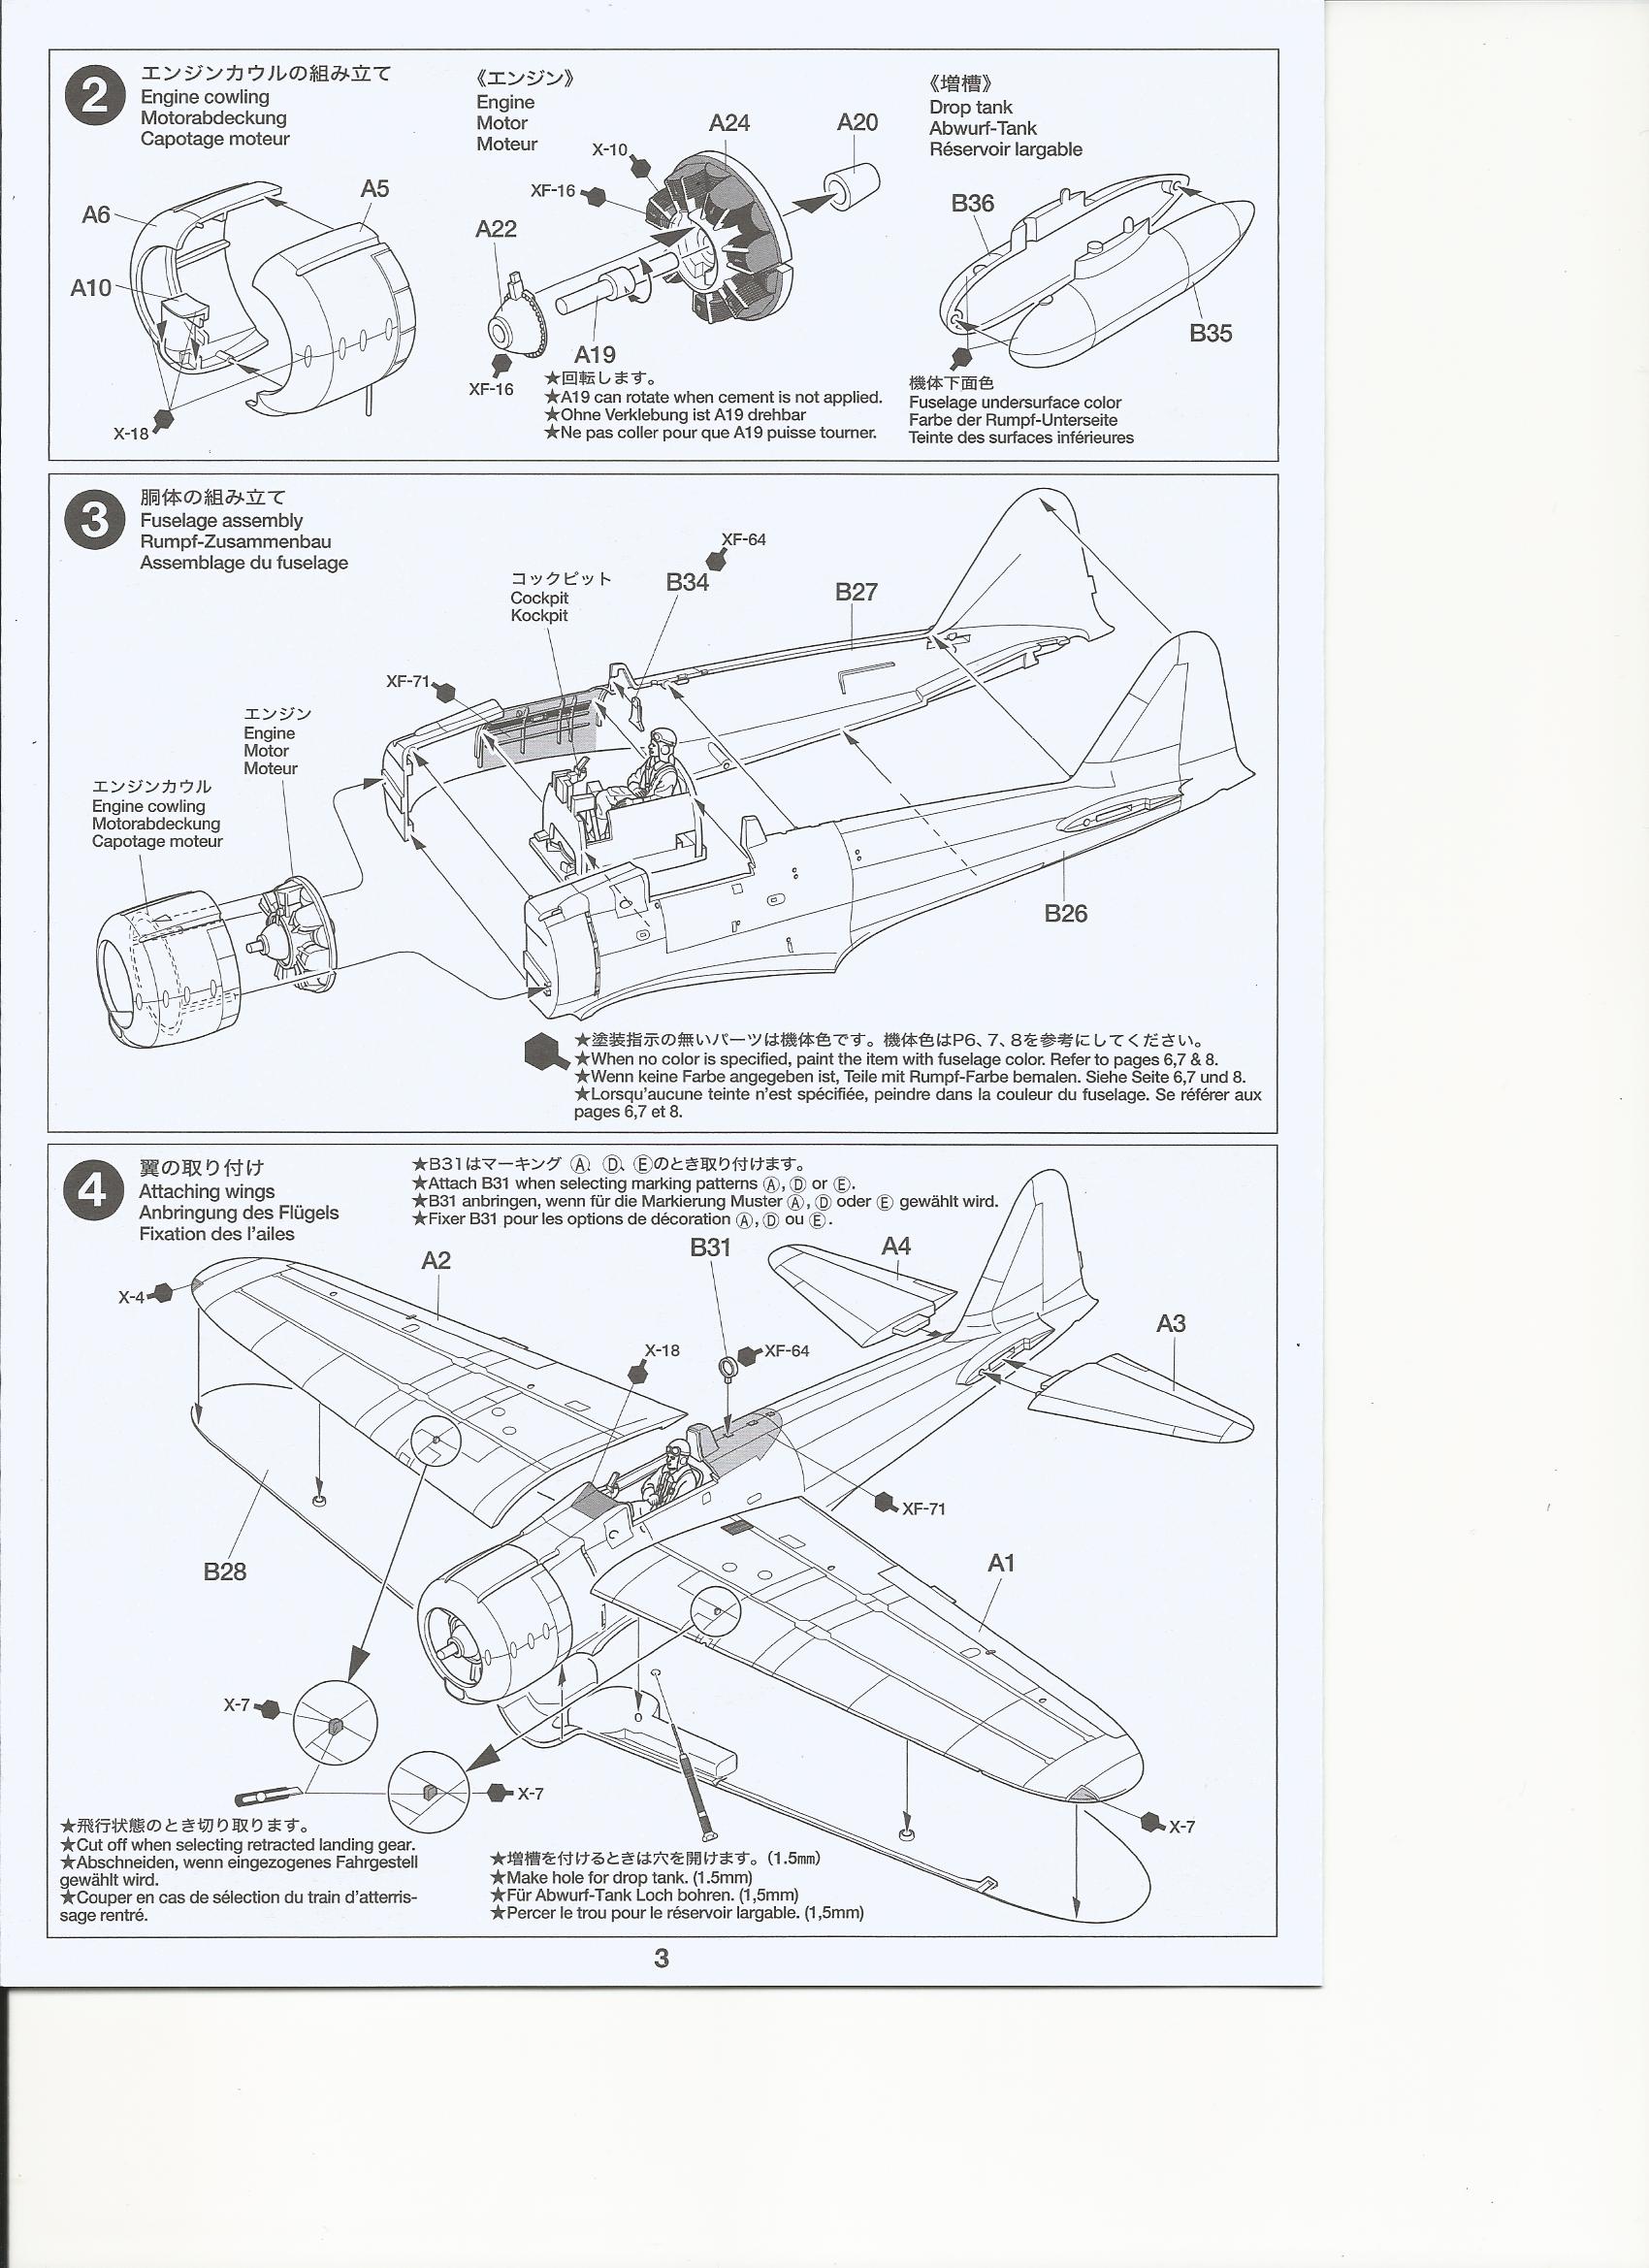 2
エンジンカウルの組み立て
Engine cowling
Motorabdeckung
Capotage moteur
A6
A5
A10
X-18
《エンジン》
Engine
Motor
Moteur
A24
A20
X-10
XF-16
A22
A19
XF-16
★回転します。
★A19 can rotate when cement is not applied.
★Ohne Verklebung ist A19 drehbar
★Ne pas coller pour que A19 puisse tourner.
《増槽》
Drop tank
Abwurf-Tank
Réservoir largable
B36
B35
機体下面色
Fuselage undersurface color
Farbe der Rumpf-Unterseite
Teinte des surfaces inférieures
3
胴体の組み立て
Fuselage assembly
Rumpf-Zusammenbau
Assemblage du fuselage
XF-64
コックピット
Cockpit
Kockpit
B34
B27
XF-71
エンジン
Engine
Motor
Moteur
エンジンカウル
Engine cowling
Motorabdeckung
Capotage moteur
B26
★塗装指示の無いパーツは機体色です。機体色はP6、7、8を参考にしてください。
★When no color is specified, paint the item with fuselage color. Refer to pages 6,7 & 8.
★Wenn keine Farbe angegeben ist, Teile mit Rumpf-Farbe bemalen. Siehe Seite 6,7 und 8.
★Lorsqu'aucune teinte n'est spécifiée, peindre dans la couleur du fuselage. Se référer aux
pages 6,7 et 8.
4
翼の取り付け
Attaching wings
Anbringung des Flügels
Fixation des l'ailes
★B31はマーキング Ⓐ、Ⓓ、Ⓔのとき取り付けます。
★Attach B31 when selecting marking patterns Ⓐ, Ⓓ or Ⓔ.
★B31 anbringen, wenn für die Markierung Muster Ⓐ, Ⓓ oder Ⓔ gewählt wird.
★Fixer B31 pour les options de décoration Ⓐ, Ⓓ ou Ⓔ.
A2
B31
A4
X-4
A3
X-18
XF-64
XF-71
B28
A1
X-7
X-7
X-7
★飛行状態のとき切り取ります。
★Cut off when selecting retracted landing gear.
★Abschneiden, wenn eingezogenes Fahrgestell
gewählt wird.
★Couper en cas de sélection du train d'atterris-
sage rentré.
★増槽を付けるときは穴を開けます。(1.5mm)
★Make hole for drop tank. (1.5mm)
★Für Abwurf-Tank Loch bohren. (1,5mm)
★Percer le trou pour le réservoir largable. (1,5mm)
3